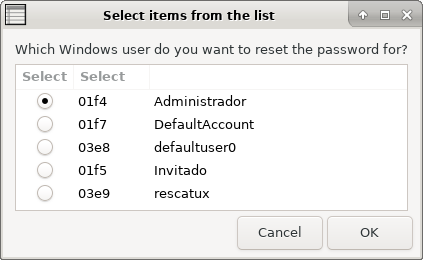 Select items from the list
Which Windows user do you want to reset the password for?
Select Select
01f4 Administrador
01f7 DefaultAccount
03e8 defaultuser0
01f5 Invitado
03e9 rescatux
Cancel OK